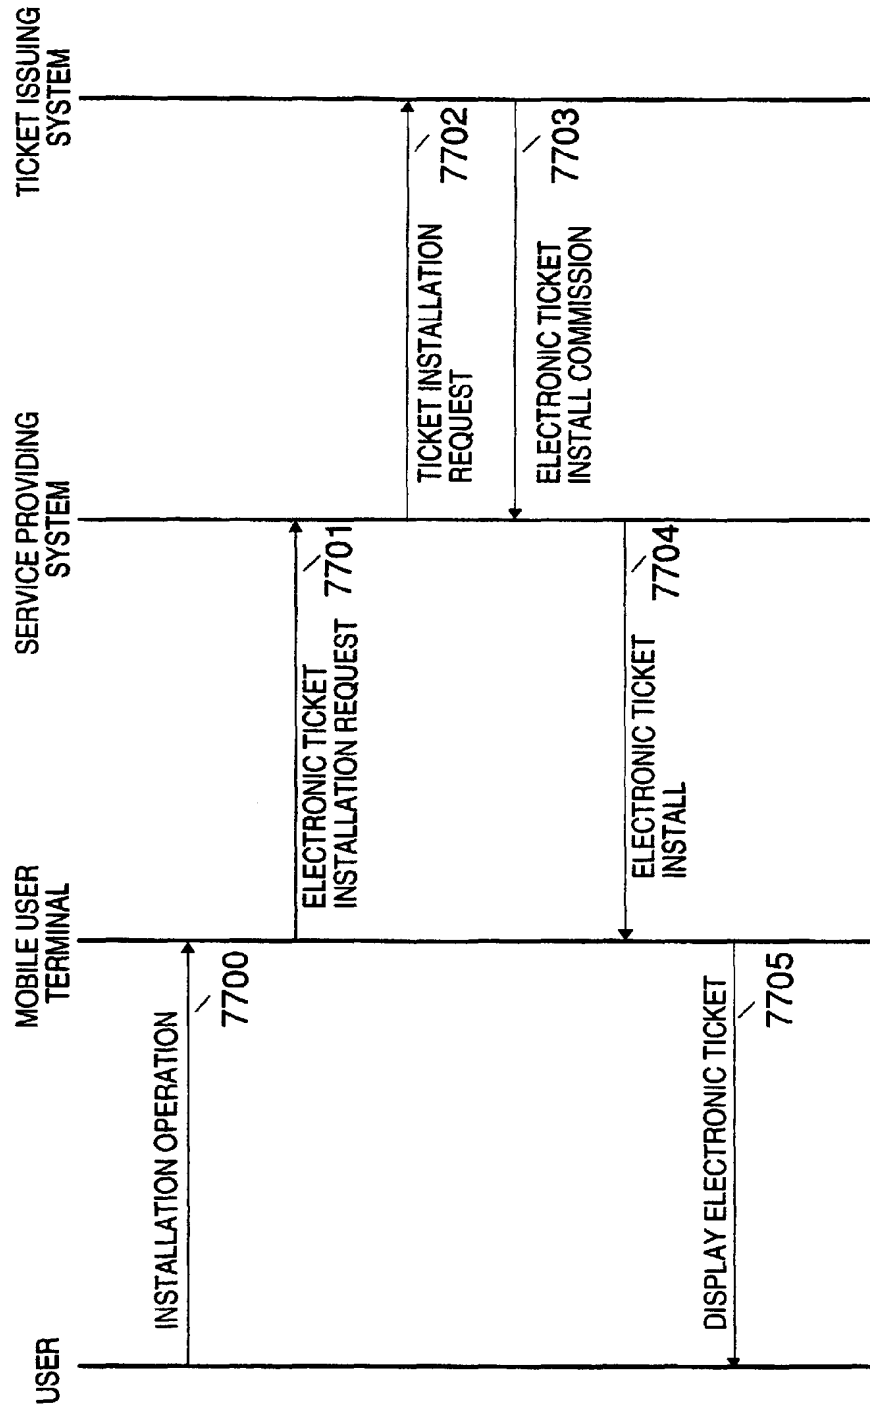 USER
MOBILE USER
TERMINAL
SERVICE PROVIDING
SYSTEM
TICKET ISSUING
SYSTEM
INSTALLATION OPERATION
7700
ELECTRONIC TICKET
INSTALLATION REQUEST
7701
TICKET INSTALLATION
REQUEST
7702
ELECTRONIC TICKET
INSTALL COMMISSION
7703
ELECTRONIC TICKET
INSTALL
7704
DISPLAY ELECTRONIC TICKET
7705